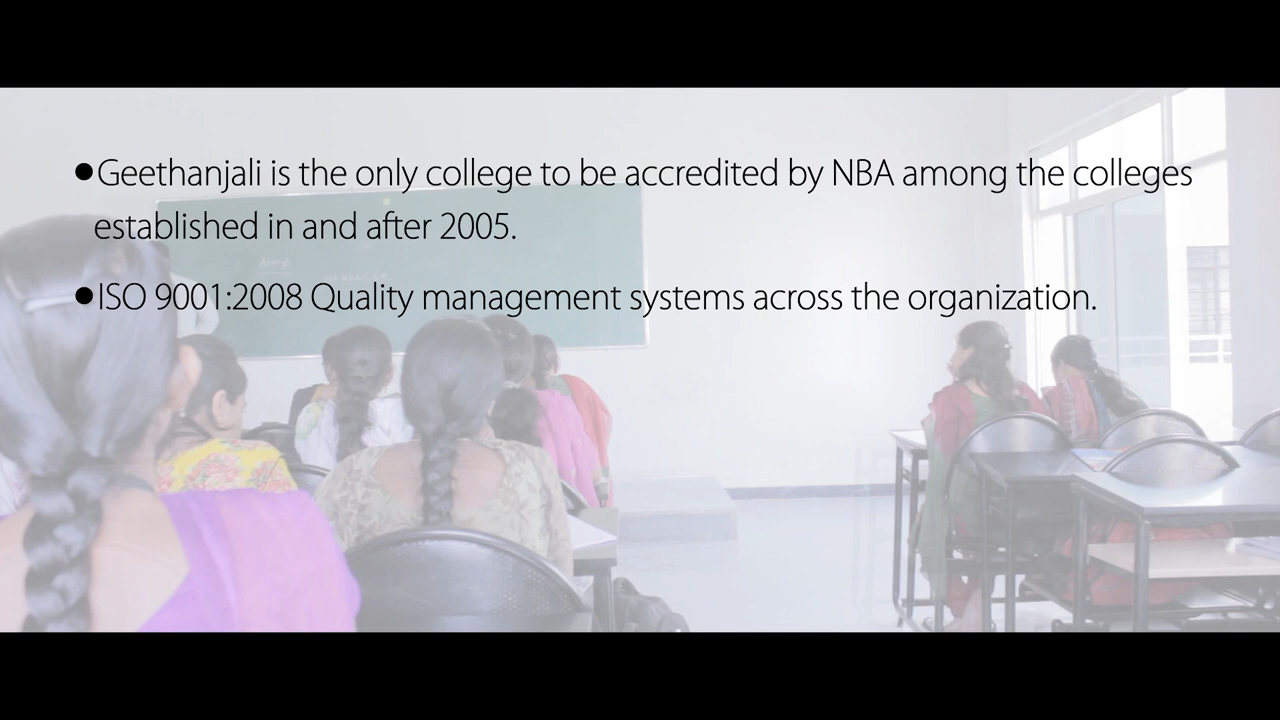 ●Geethanjali is the only college to be accredited by NBA among the colleges
established in and after 2005.
●ISO 9001:2008 Quality management systems across the organization.